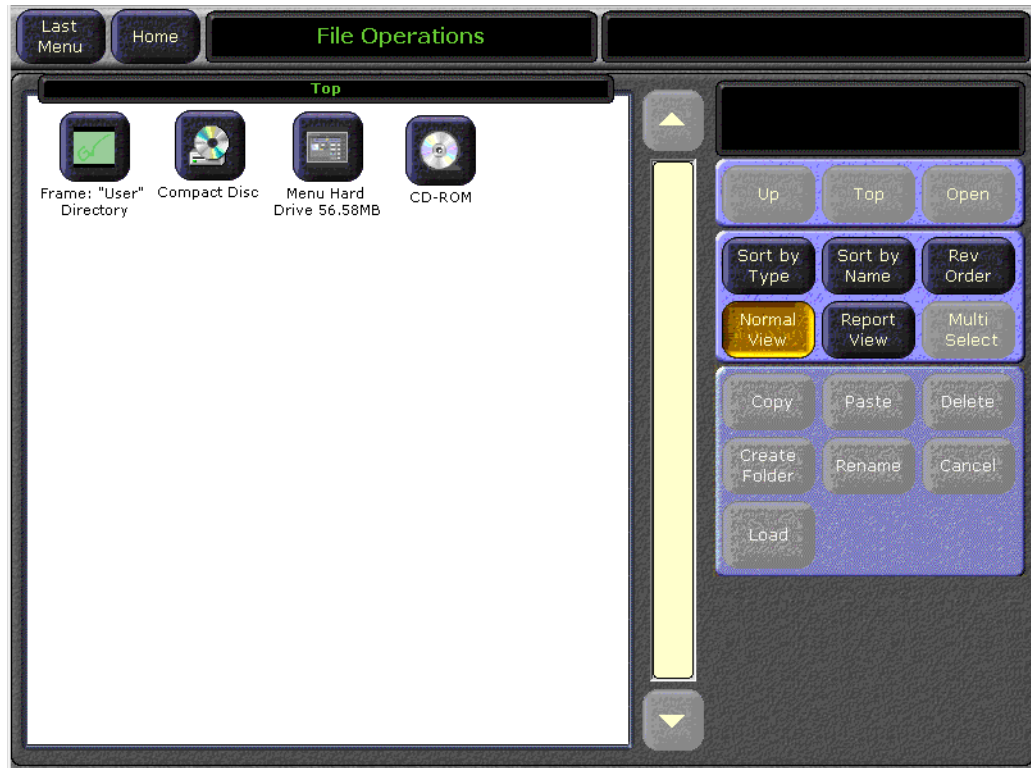 Last
Menu
Home
File Operations
Top
Frame: "User"
Directory
Compact Disc
Menu Hard
Drive 56.58MB
CD-ROM
Up
Top
Open
Sort by
Type
Sort by
Name
Rev
Order
Normal
View
Report
View
Multi
Select
Copy
Paste
Delete
Create
Folder
Rename
Cancel
Load